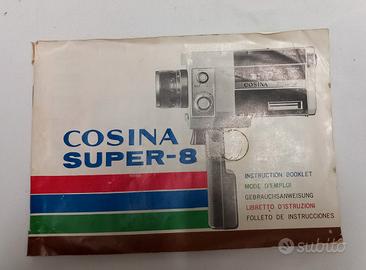 COSINA
COSINA
SUPER-8
INSTRUCTION BOOKLET
MODE D'EMPLOI
GEBRAUCHSANWEISUNG
LIBRETTO D'ISTRUZIONI
FOLLETO DE INSTRUCCIONES
subito